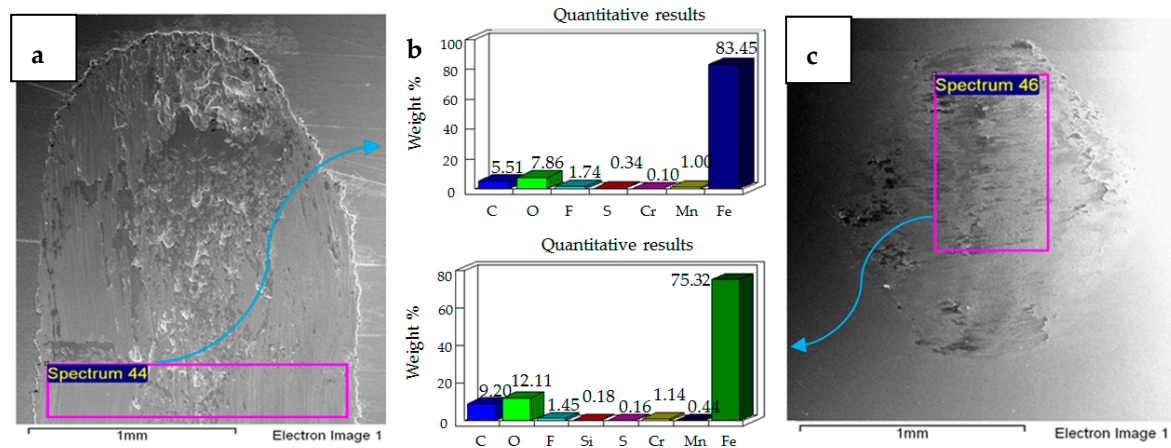 a
Spectrum 44
1mm
Electron Image 1
b
Quantitative results
Weight %
100
80
60
40
20
0
5.51
7.86
1.74
0.34
0.10
1.00
83.45
C O F S Cr Mn Fe
Quantitative results
Weight %
80
60
40
20
0
9.20
12.11
1.45
0.18
0.16
1.14
0.44
75.32
C O F Si S Cr Mn Fe
c
Spectrum 46
1mm
Electron Image 1